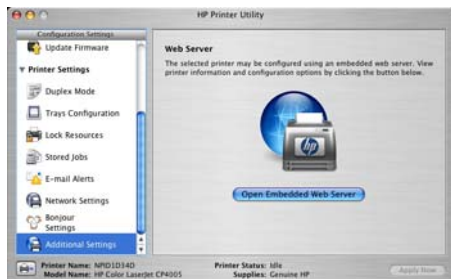 HP Printer Utility
Configuration Settings
Update Firmware
Printer Settings
Duplex Mode
Trays Configuration
Lock Resources
Stored Jobs
E-mail Alerts
Network Settings
Bonjour
Settings
Additional Settings
Web Server
The selected printer may be configured using an embedded web server. View
printer information and configuration options by clicking the button below.
hp
Open Embedded Web Server
Printer Name: NPID1D34D
Model Name: HP Color LaserJet CP4005
Printer Status: Idle
Supplies: Genuine HP
Apply Now